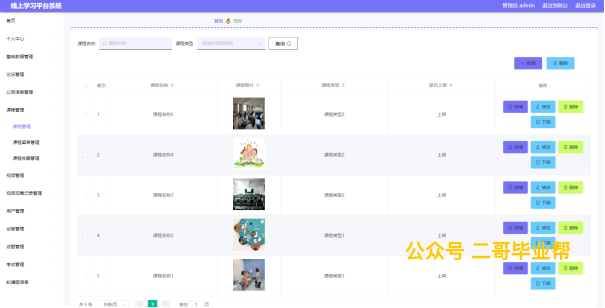 线上学习平台系统
管理员 admin 退出到前台 退出登录
首页
个人中心
基础数据管理
论坛管理
公告信息管理
课程管理
课程管理
课程留言管理
课程收藏管理
视频管理
视频观看记录管理
用户管理
试卷管理
试题管理
考试管理
轮播图信息
首页 课程
课程名称 课程名称 课程类型 请选择课程类型 查询
新增 删除
索引 课程名称 课程照片 课程类型 是否上架 操作
1 课程名称5 课程类型2 上架 详情 修改 删除
下架
2 课程名称4 课程类型2 上架 详情 修改 删除
下架
3 课程名称3 课程类型2 上架 详情 修改 删除
下架
4 课程名称2 课程类型3 上架 详情 修改 删除
下架
5 课程名称1 课程类型3 上架 详情 修改 删除
下架
共 5 条 10条/页 1 前往 1 页
公众号 二哥毕业帮